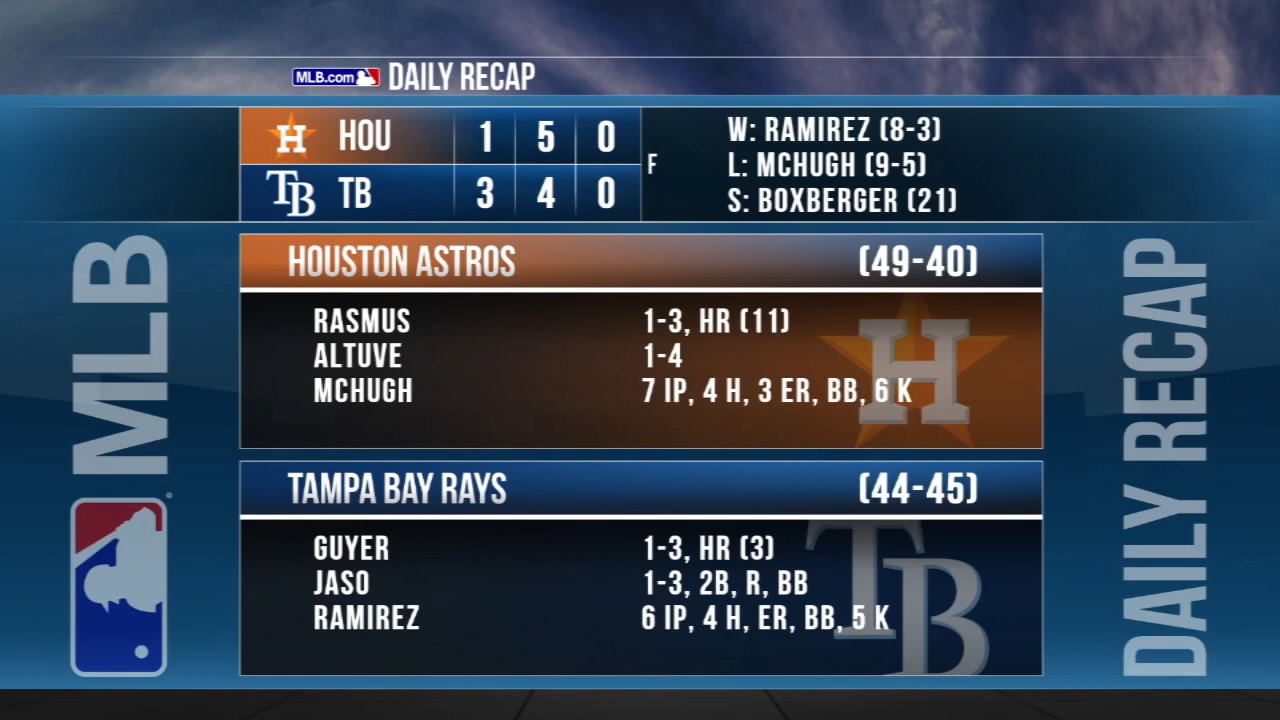 MLB.com DAILY RECAP
HOU 1 5 0
TB 3 4 0
F
W: RAMIREZ (8-3)
L: MCHUGH (9-5)
S: BOXBERGER (21)
HOUSTON ASTROS (49-40)
RASMUS 1-3, HR (11)
ALTUVE 1-4
MCHUGH 7 IP, 4 H, 3 ER, BB, 6 K
TAMPA BAY RAYS (44-45)
GUYER 1-3, HR (3)
JASO 1-3, 2B, R, BB
RAMIREZ 6 IP, 4 H, ER, BB, 5 K
MLB
DAILY RECAP
H
TB
H
TB